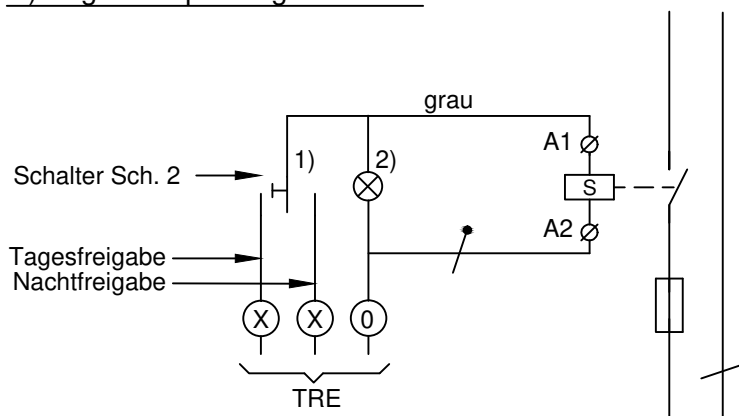 grau
A1
1)
2)
Schalter Sch. 2
S
A2
Tagesfreigabe
Nachtfreigabe
X
X
0
TRE